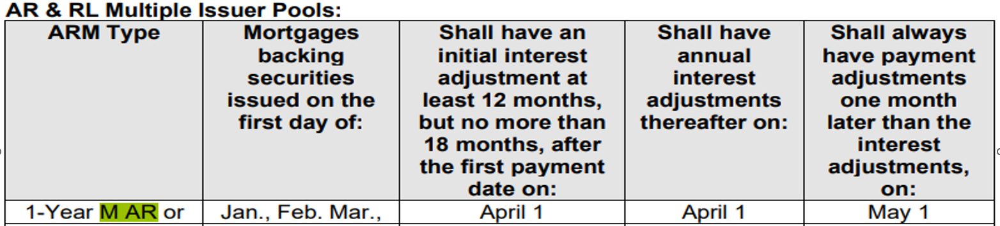 AR & RL Multiple Issuer Pools:
ARM Type
Mortgages
backing
securities
issued on the
first day of:
Shall have an
initial interest
adjustment at
least 12 months,
but no more than
18 months, after
the first payment
date on:
Shall have
annual
interest
adjustments
thereafter on:
Shall always
have payment
adjustments
one month
later than the
interest
adjustments,
on:
1-Year M AR or
Jan., Feb. Mar.,
April 1
April 1
May 1